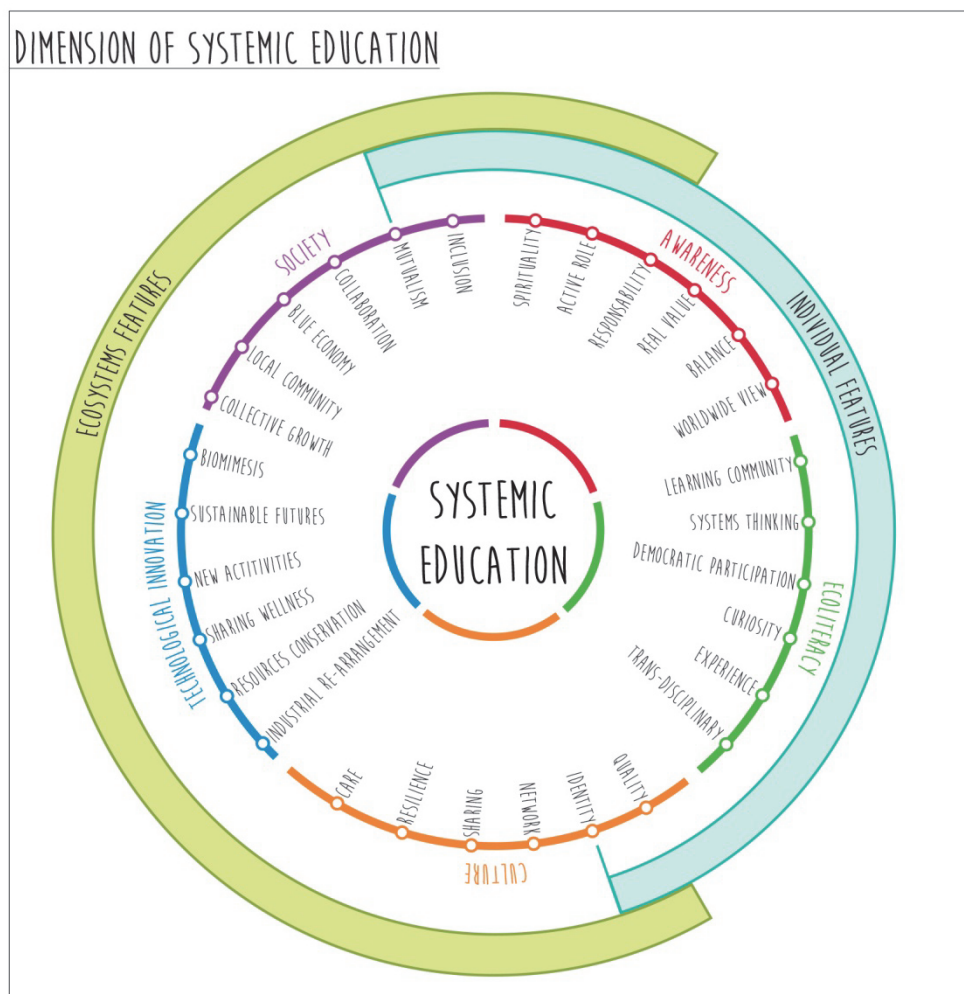 DIMENSION OF SYSTEMIC EDUCATION
ECOSYSTEMS FEATURES
INDIVIDUAL FEATURES
SOCIETY
INCLUSION
MUTUALISM
COLLABORATION
BLUE ECONOMY
LOCAL COMMUNITY
COLLECTIVE GROWTH
AWARENESS
SPIRITUALITY
ACTIVE ROLE
RESPONSABILITY
REAL VALUE
BALANCE
WORLDWIDE VIEW
SYSTEMIC
EDUCATION
TECHNOLOGICAL INNOVATION
BIOMIMESIS
SUSTAINABLE FUTURES
NEW ACTITIVITIES
SHARING WELLNESS
RESOURCES CONSERVATION
INDUSTRIAL RE-ARRANGEMENT
ECOLITERACY
LEARNING COMMUNITY
SYSTEMS THINKING
DEMOCRATIC PARTICIPATION
CURIOSITY
EXPERIENCE
TRANS-DISCIPLINARY
CARE
RESILIENCE
SHARING
NETWORK
IDENTITY
QUALITY
CULTURE